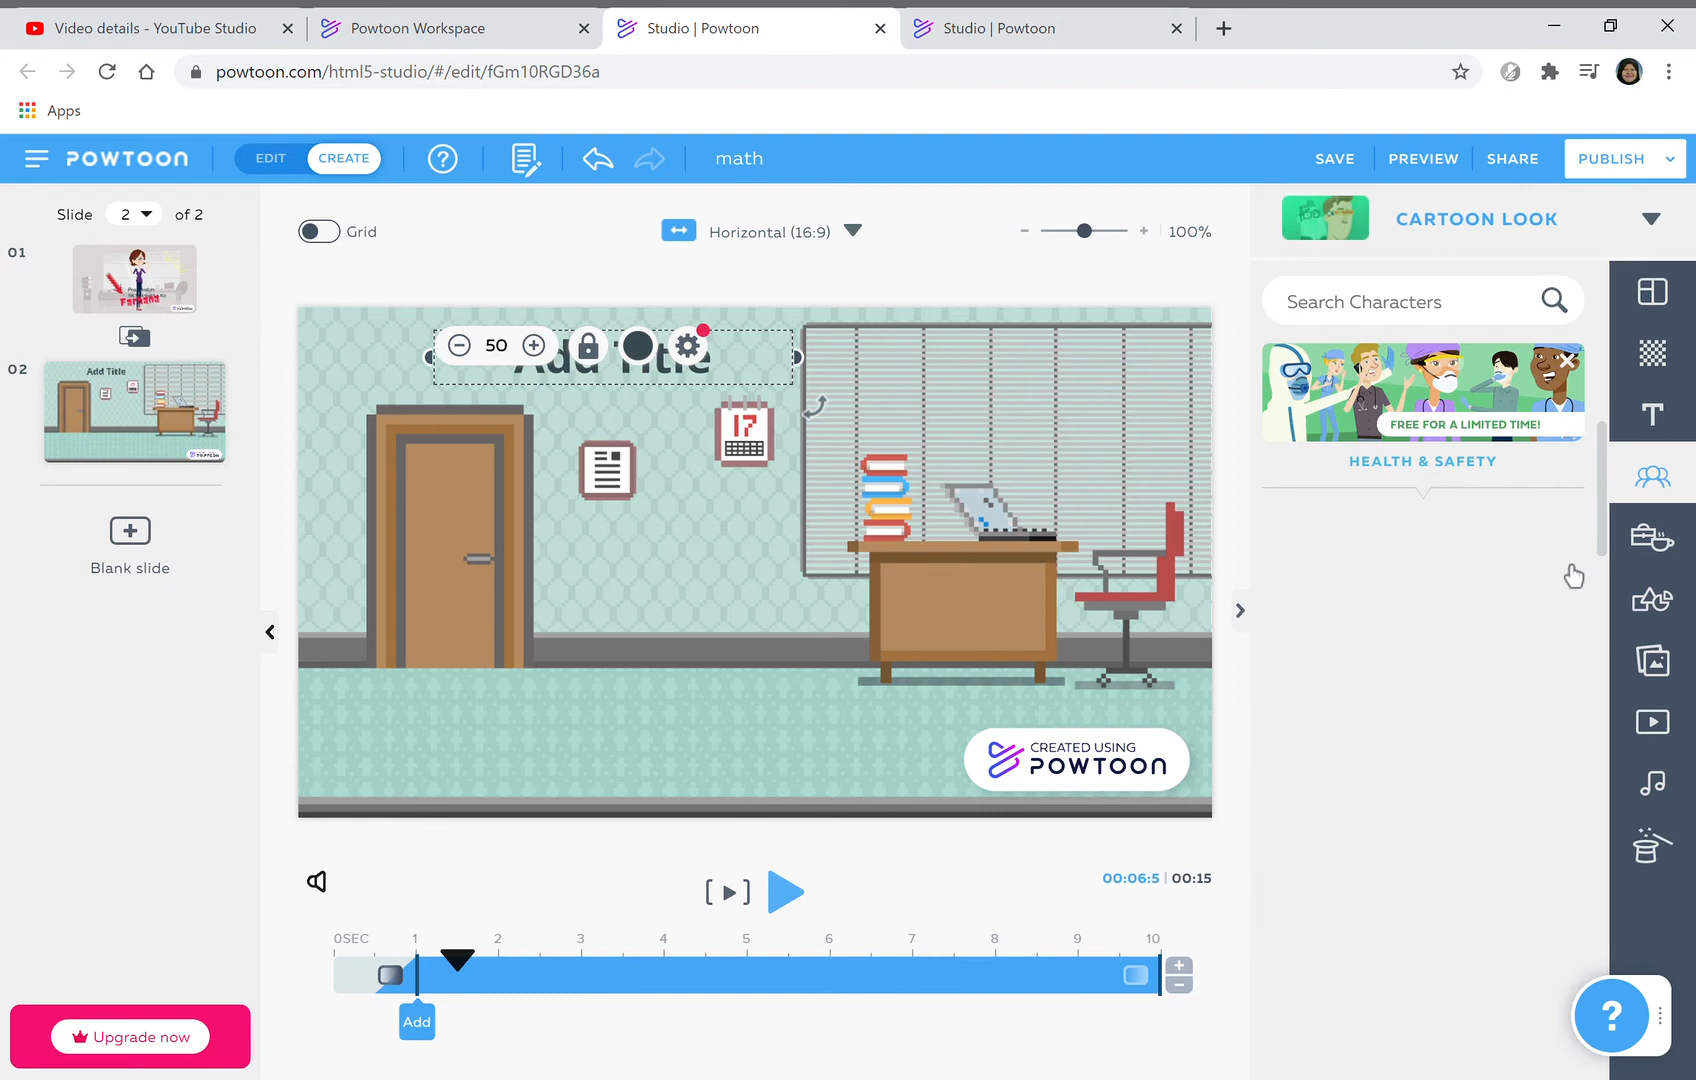 Video details - YouTube Studio
Powtoon Workspace
Studio | Powtoon
Studio | Powtoon
powtoon.com/html5-studio/#/edit/fGm10RGD36a
Apps
POWTOON
EDIT
CREATE
math
SAVE
PREVIEW
SHARE
PUBLISH
Slide 2 of 2
Grid
Horizontal (16:9)
100%
CARTOON LOOK
01
Farhana
02
Add Title
Blank slide
50
Add Title
17
CREATED USING
POWTOON
Search Characters
FREE FOR A LIMITED TIME!
HEALTH & SAFETY
00:06:5 | 00:15
0SEC 1 2 3 4 5 6 7 8 9 10
Add
Upgrade now
?